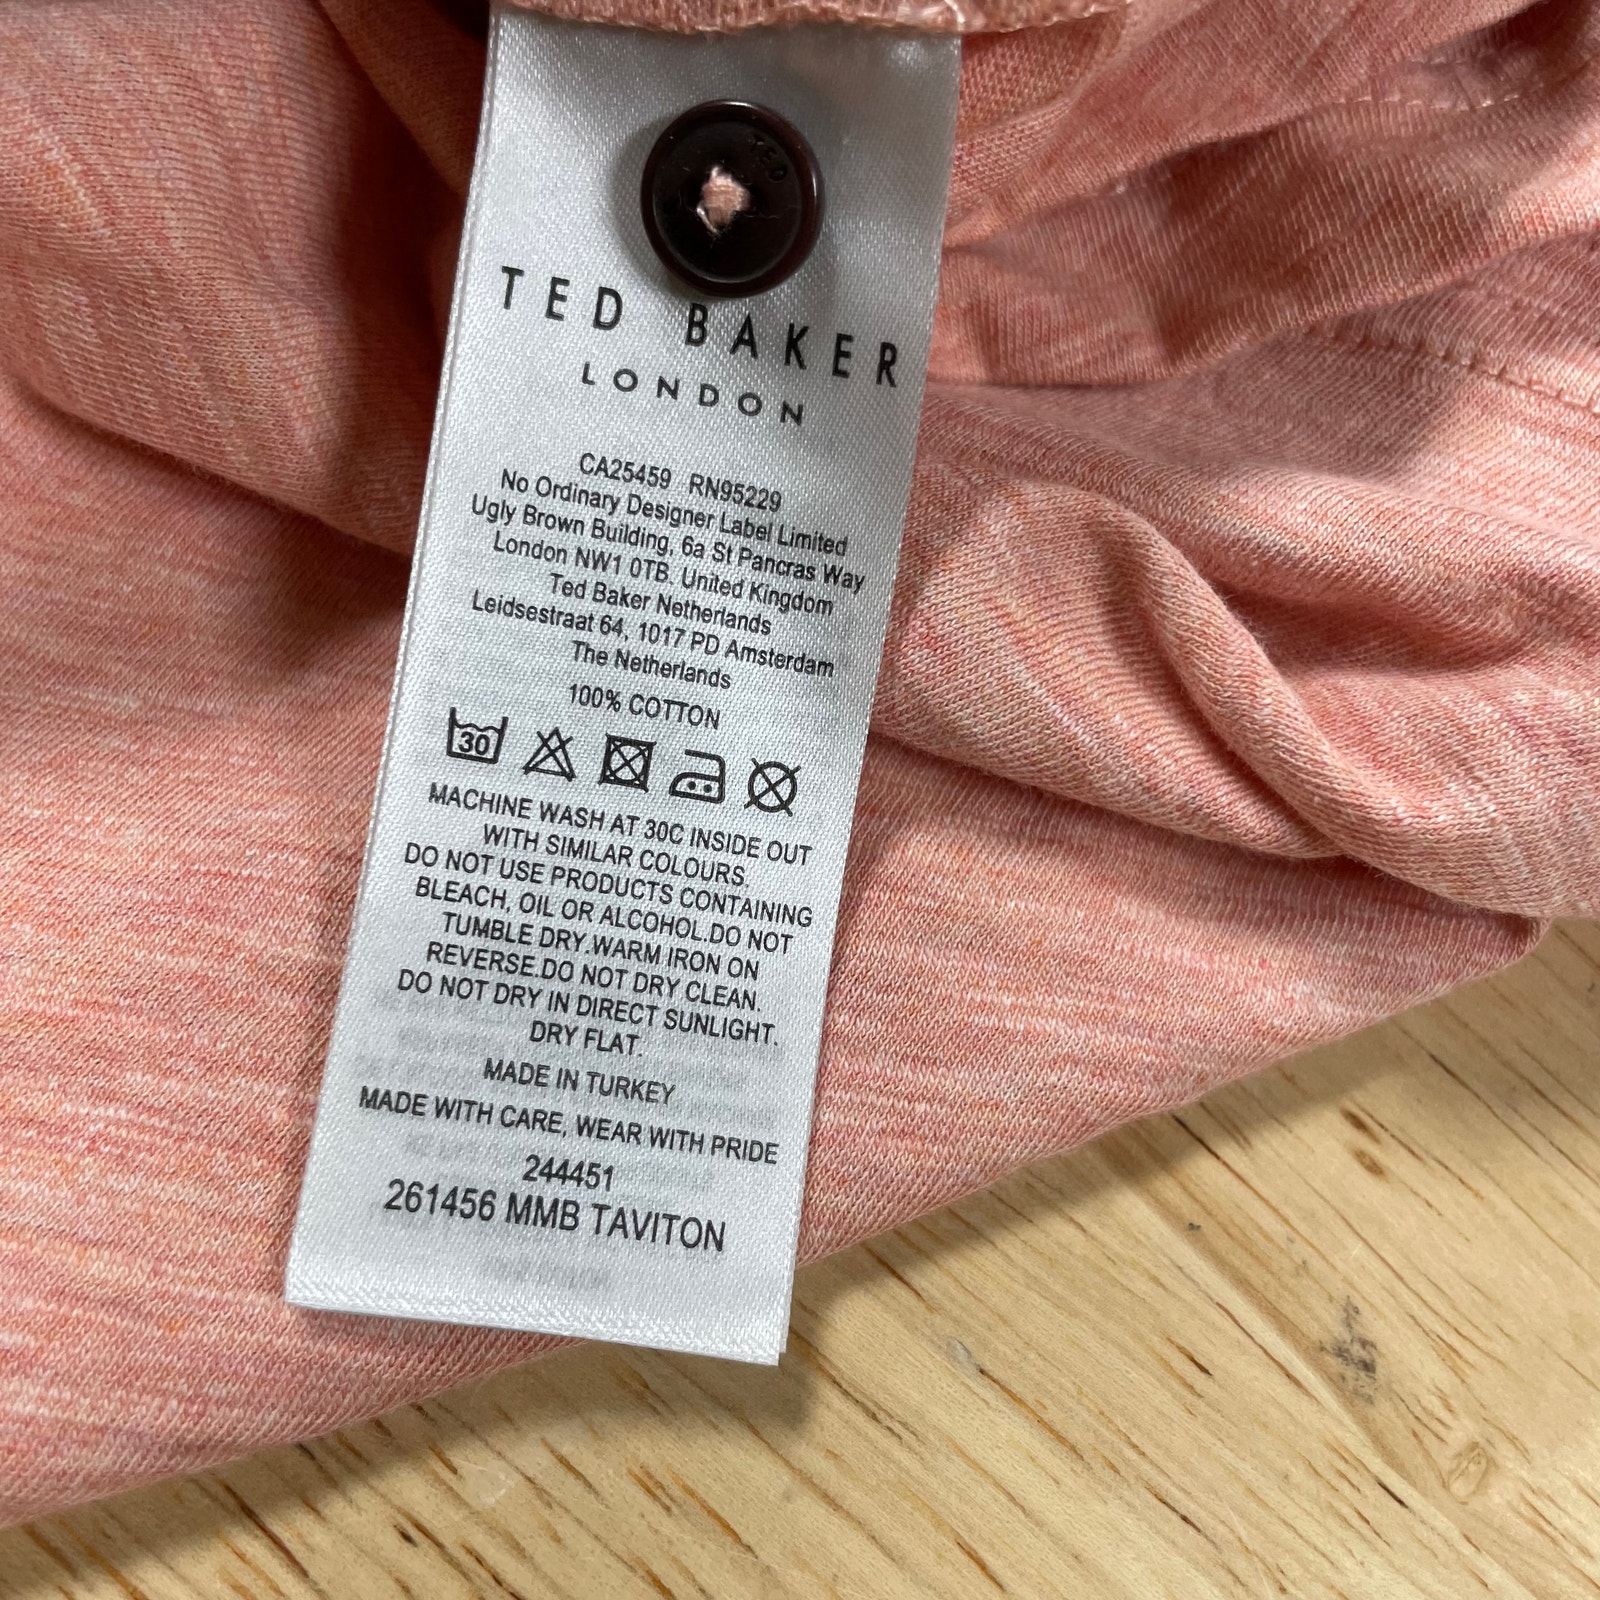 TED
TED BAKER
LONDON
CA25459 RN95229
No Ordinary Designer Label Limited
Ugly Brown Building, 6a St Pancras Way
London NW1 0TB. United Kingdom
Ted Baker Netherlands
Leidsestraat 64, 1017 PD Amsterdam
The Netherlands
100% COTTON
30
MACHINE WASH AT 30C INSIDE OUT
WITH SIMILAR COLOURS.
DO NOT USE PRODUCTS CONTAINING
BLEACH, OIL OR ALCOHOL.DO NOT
TUMBLE DRY.WARM IRON ON
REVERSE.DO NOT DRY CLEAN.
DO NOT DRY IN DIRECT SUNLIGHT.
DRY FLAT.
MADE IN TURKEY
MADE WITH CARE, WEAR WITH PRIDE
244451
261456 MMB TAVITON